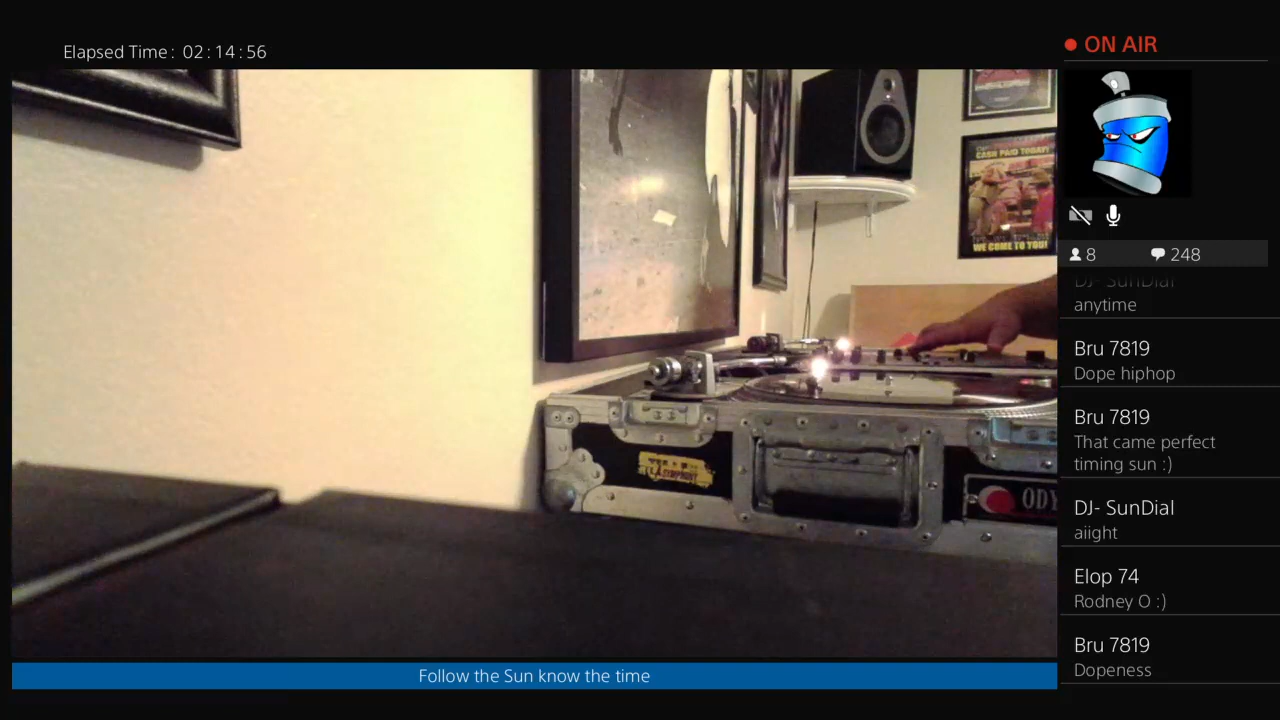 Elapsed Time: 02:14:56
ON AIR
CASH PAID TODAY!
WE COME TO YOU!
8
248
DJ- SunDial
anytime
Bru 7819
Dope hiphop
Bru 7819
That came perfect
timing sun :)
DJ- SunDial
aiight
Elop 74
Rodney O :)
Bru 7819
Dopeness
ODY
Follow the Sun know the time